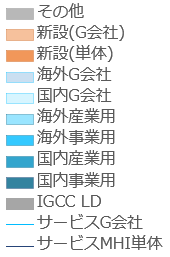 その他
新設(G会社)
新設(単体)
海外G会社
国内G会社
海外産業用
海外事業用
国内産業用
国内事業用
IGCC LD
サービスG会社
サービスMHI単体